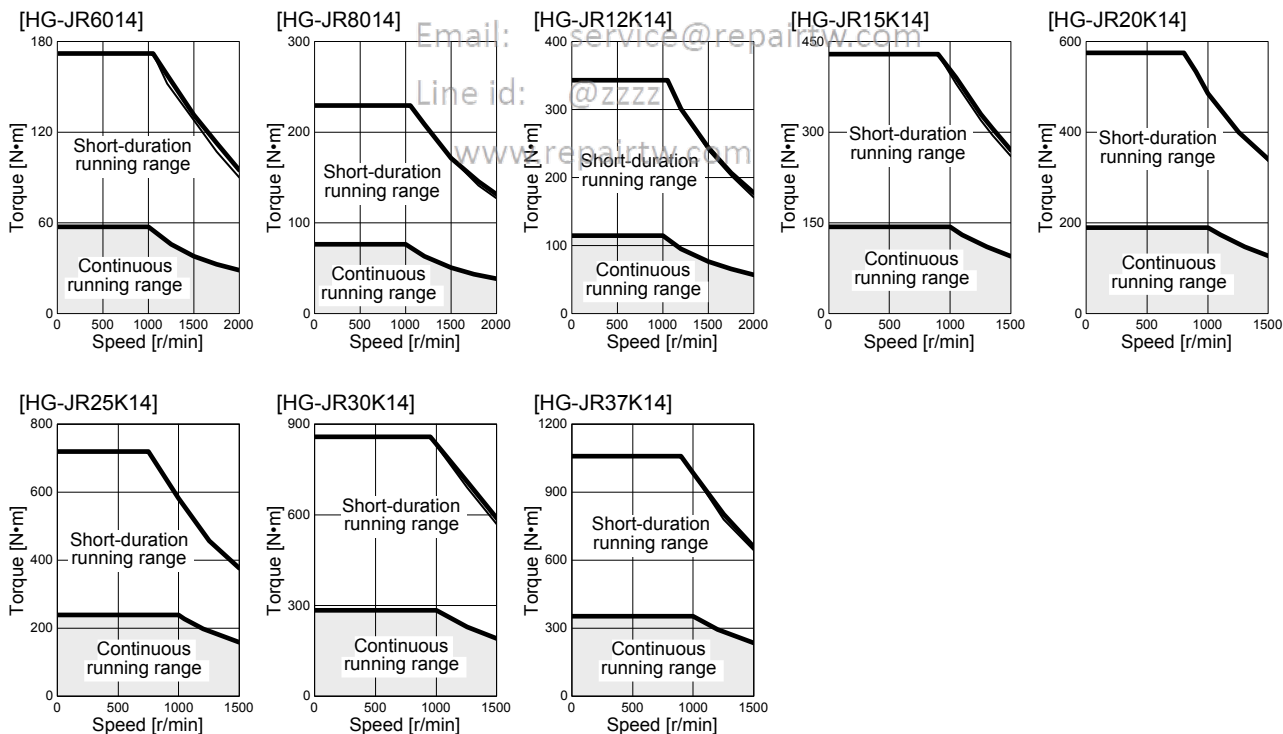 [HG-JR6014]
Torque [N•m]
180
120
60
0
Short-duration
running range
Continuous
running range
0 500 1000 1500 2000
Speed [r/min]
[HG-JR8014]
Torque [N•m]
300
200
100
0
Short-duration
running range
Continuous
running range
0 500 1000 1500 2000
Speed [r/min]
[HG-JR12K14]
Torque [N•m]
400
300
200
100
0
Short-duration
running range
Continuous
running range
0 500 1000 1500 2000
Speed [r/min]
[HG-JR15K14]
Torque [N•m]
450
300
150
0
Short-duration
running range
Continuous
running range
0 500 1000 1500
Speed [r/min]
[HG-JR20K14]
Torque [N•m]
600
400
200
0
Short-duration
running range
Continuous
running range
0 500 1000 1500
Speed [r/min]
Email: service@repairtw.com
Line id: @zzzz
www.repairtw.com
[HG-JR25K14]
Torque [N•m]
800
600
400
200
0
Short-duration
running range
Continuous
running range
0 500 1000 1500
Speed [r/min]
[HG-JR30K14]
Torque [N•m]
900
600
300
0
Short-duration
running range
Continuous
running range
0 500 1000 1500
Speed [r/min]
[HG-JR37K14]
Torque [N•m]
1200
900
600
300
0
Short-duration
running range
Continuous
running range
0 500 1000 1500
Speed [r/min]